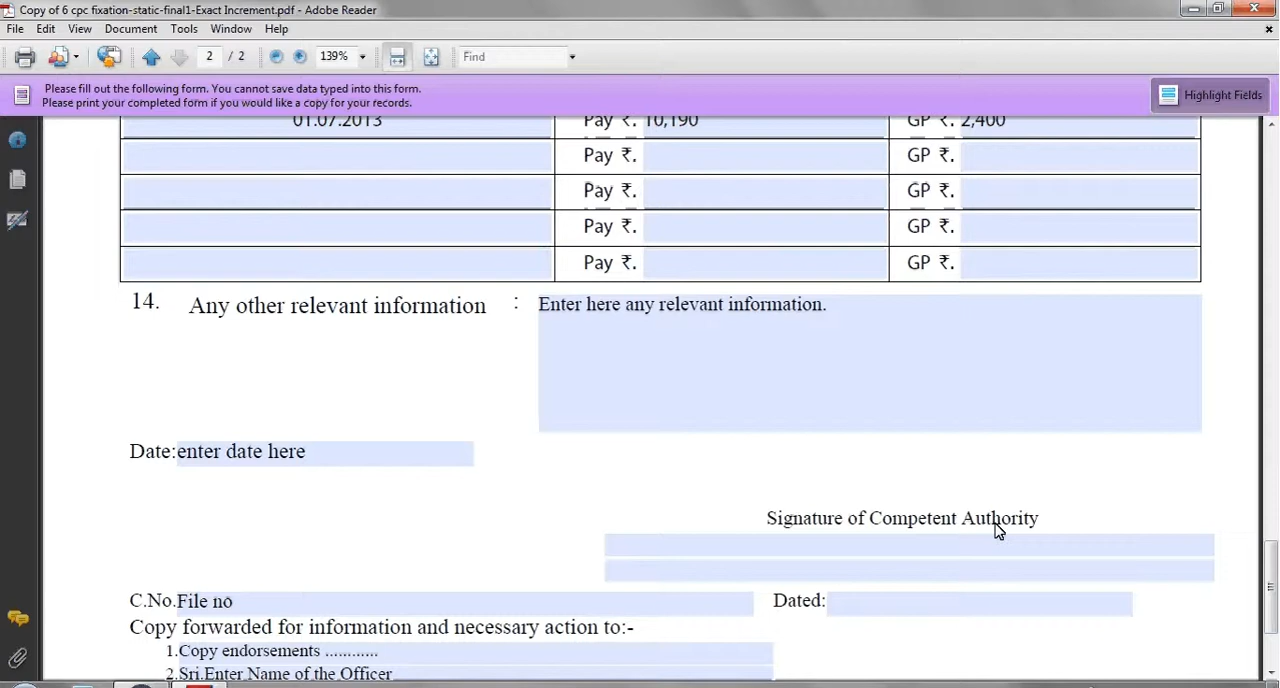 Copy of 6 cpc fixation-static-final1-Exact Increment.pdf - Adobe Reader
File Edit View Document Tools Window Help
2 / 2 139% Find
Please fill out the following form. You cannot save data typed into this form.
Please print your completed form if you would like a copy for your records.
Highlight Fields
01.07.2013 Pay ₹. 10,190 GP ₹. 2,400
Pay ₹. GP ₹.
Pay ₹. GP ₹.
Pay ₹. GP ₹.
Pay ₹. GP ₹.
14. Any other relevant information : Enter here any relevant information.
Date:enter date here
Signature of Competent Authority
C.No.File no Dated:
Copy forwarded for information and necessary action to:-
1.Copy endorsements ............
2.Sri.Enter Name of the Officer